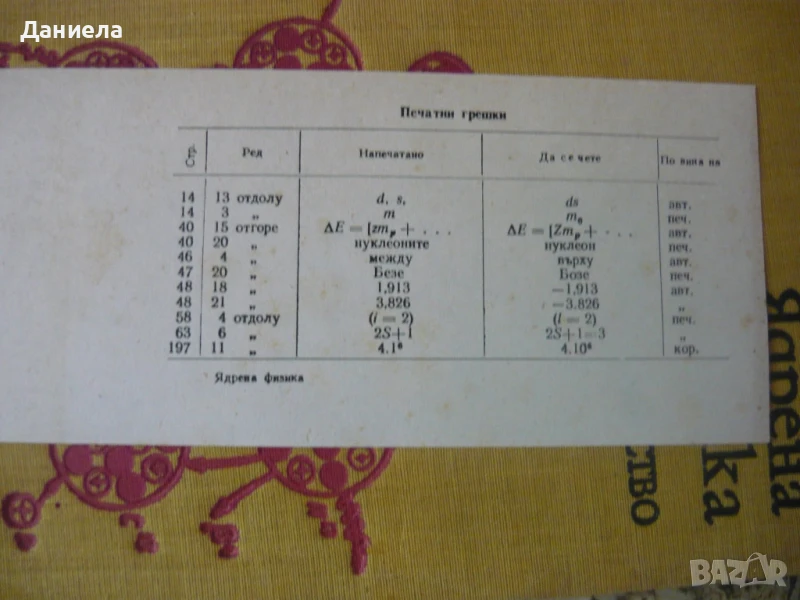 Даниела
Печатни грешки
Стр. Ред Напечатано Да се чете По вина на
14 13 отдолу d, s, ds авт.
14 3 „ m m₀ печ.
40 15 отгоре ΔE = [zmₚ + . . . ΔE = [Zmₚ + . . . авт.
40 20 „ нуклеоните нуклеон печ.
46 4 „ между върху авт.
47 20 „ Безе Бозе печ.
48 18 „ 1,913 —1,913 авт.
48 21 „ 3,826 —3,826 „
58 4 отдолу (i = 2) (l = 2) печ.
63 6 „ 2S+1 2S+1=3 „
197 11 „ 4.1⁶ 4.10⁶ кор.
Ядрена физика
Ядрена
ство
BAZAR